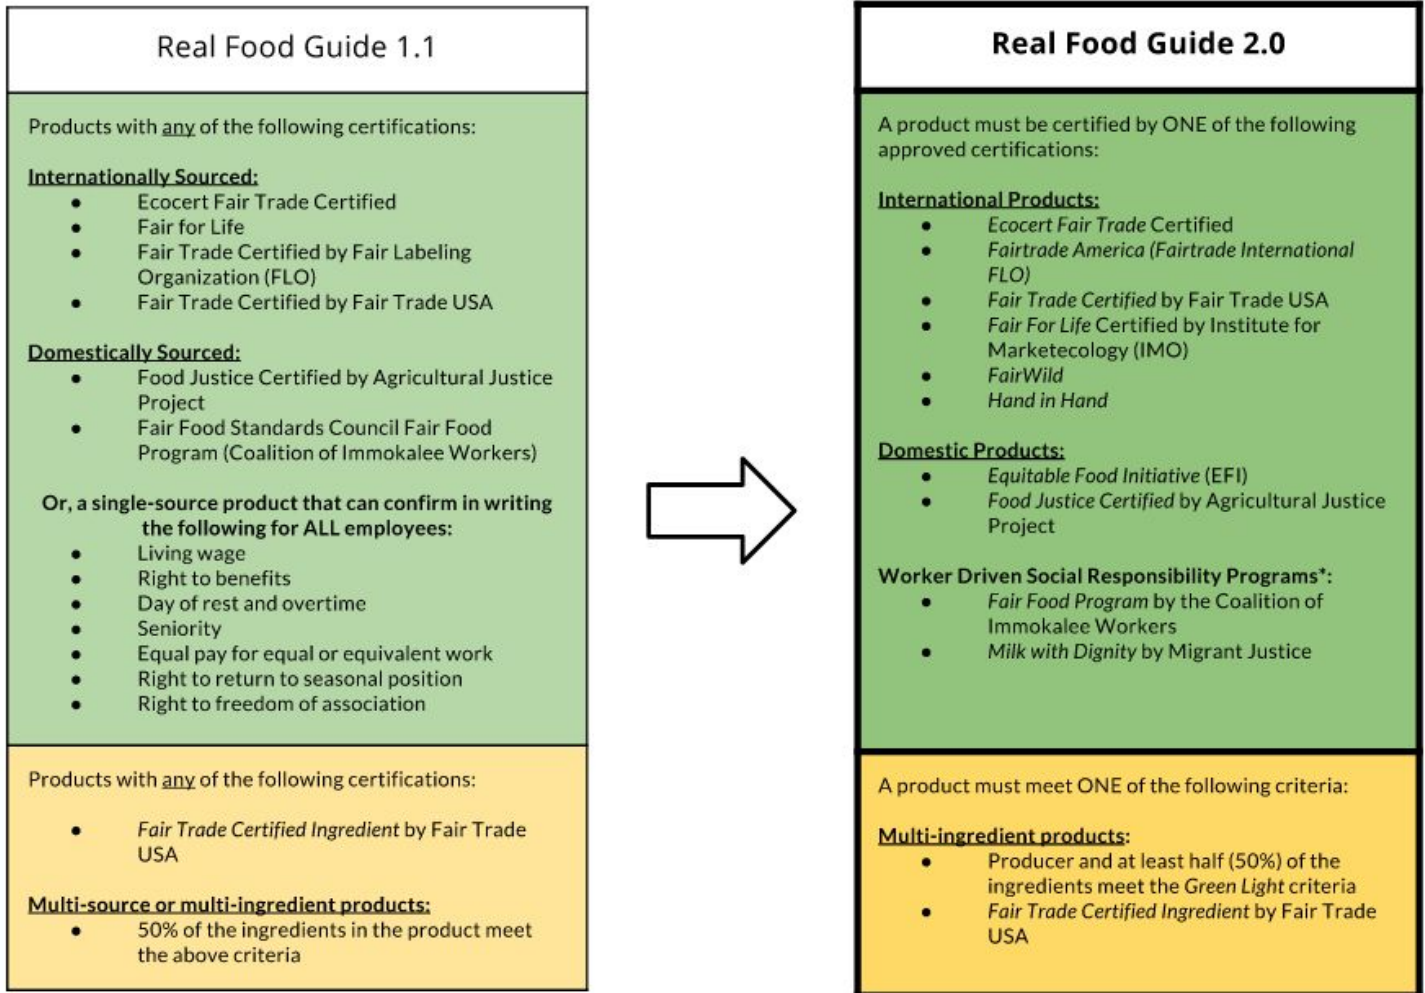 Real Food Guide 1.1
Products with any of the following certifications:
Internationally Sourced:
● Ecocert Fair Trade Certified
● Fair for Life
● Fair Trade Certified by Fair Labeling
Organization (FLO)
● Fair Trade Certified by Fair Trade USA
Domestically Sourced:
● Food Justice Certified by Agricultural Justice
Project
● Fair Food Standards Council Fair Food
Program (Coalition of Immokalee Workers)
Or, a single-source product that can confirm in writing
the following for ALL employees:
● Living wage
● Right to benefits
● Day of rest and overtime
● Seniority
● Equal pay for equal or equivalent work
● Right to return to seasonal position
● Right to freedom of association
Products with any of the following certifications:
● Fair Trade Certified Ingredient by Fair Trade
USA
Multi-source or multi-ingredient products:
● 50% of the ingredients in the product meet
the above criteria
Real Food Guide 2.0
A product must be certified by ONE of the following
approved certifications:
International Products:
● Ecocert Fair Trade Certified
● Fairtrade America (Fairtrade International
FLO)
● Fair Trade Certified by Fair Trade USA
● Fair For Life Certified by Institute for
Marketecology (IMO)
● FairWild
● Hand in Hand
Domestic Products:
● Equitable Food Initiative (EFI)
● Food Justice Certified by Agricultural Justice
Project
Worker Driven Social Responsibility Programs*:
● Fair Food Program by the Coalition of
Immokalee Workers
● Milk with Dignity by Migrant Justice
A product must meet ONE of the following criteria:
Multi-ingredient products:
● Producer and at least half (50%) of the
ingredients meet the Green Light criteria
● Fair Trade Certified Ingredient by Fair Trade
USA